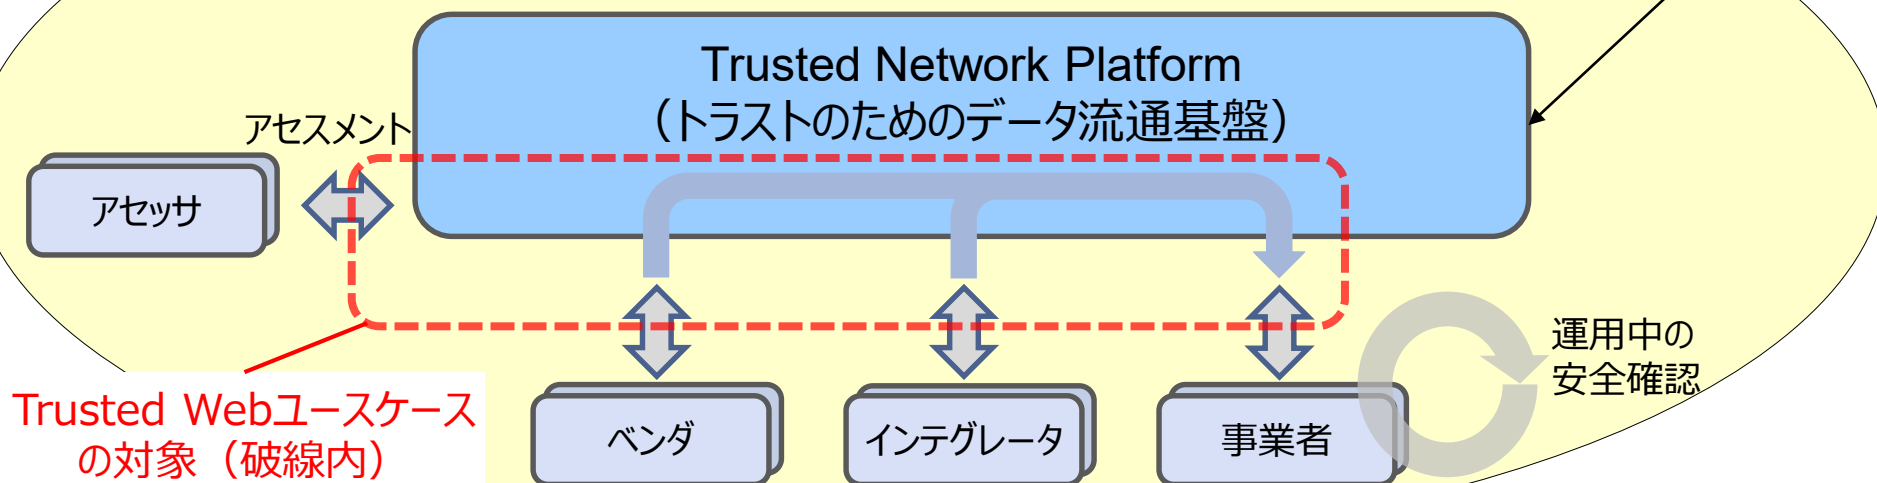 Trusted Network Platform
（トラストのためのデータ流通基盤）
アセスメント
アセッサ
運用中の
安全確認
Trusted Webユースケース
の対象（破線内）
ベンダ
インテグレータ
事業者